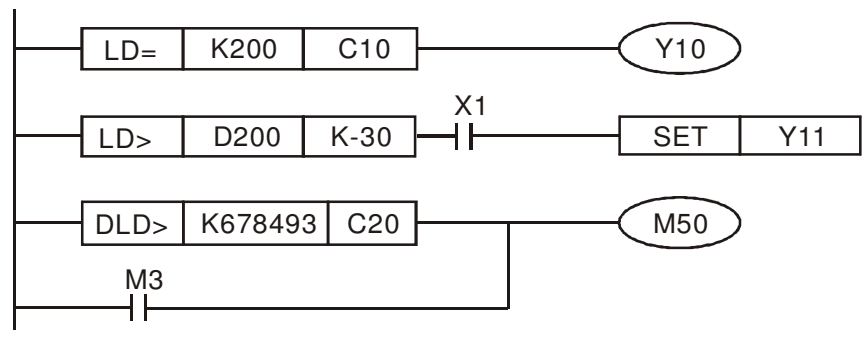 LD= K200 C10 Y10
X1
LD> D200 K-30 SET Y11
DLD> K678493 C20 M50
M3